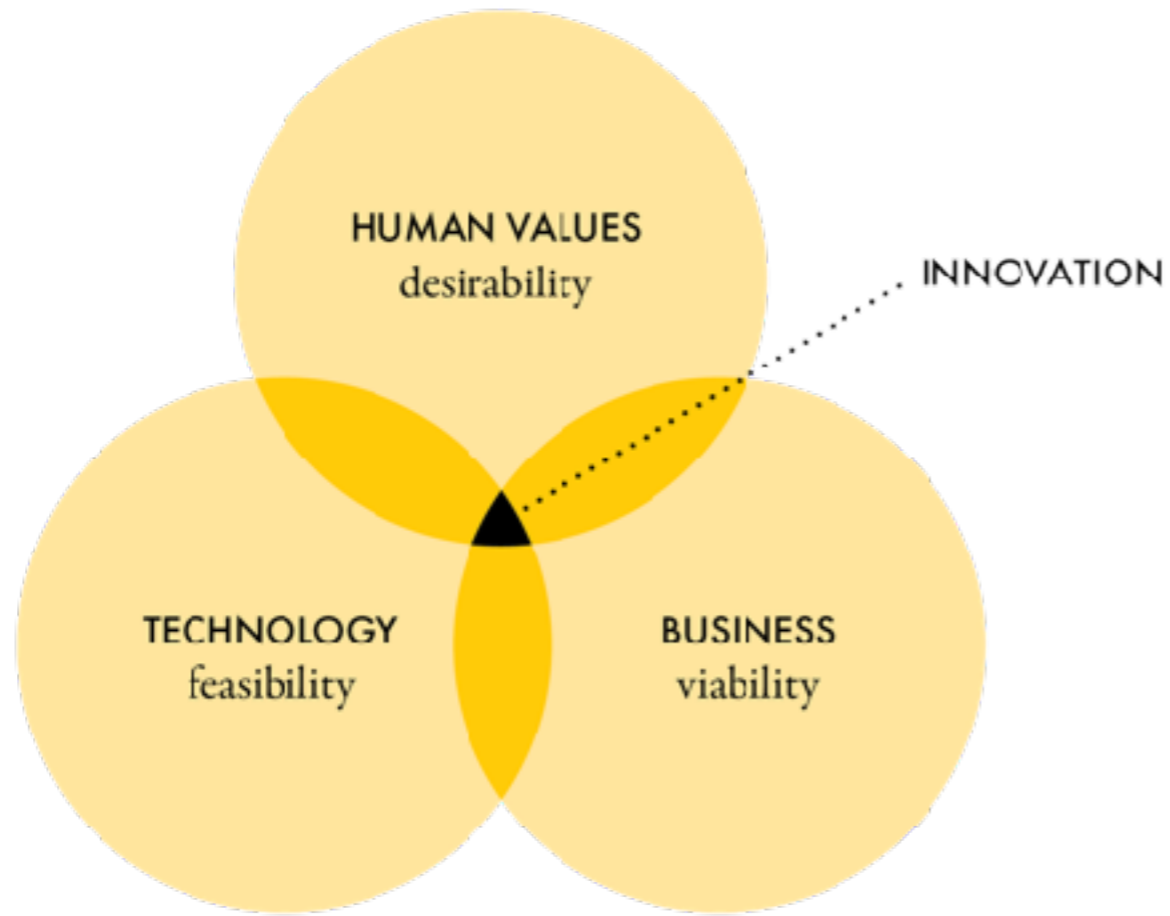 HUMAN VALUES
desirability
INNOVATION
TECHNOLOGY
feasibility
BUSINESS
viability